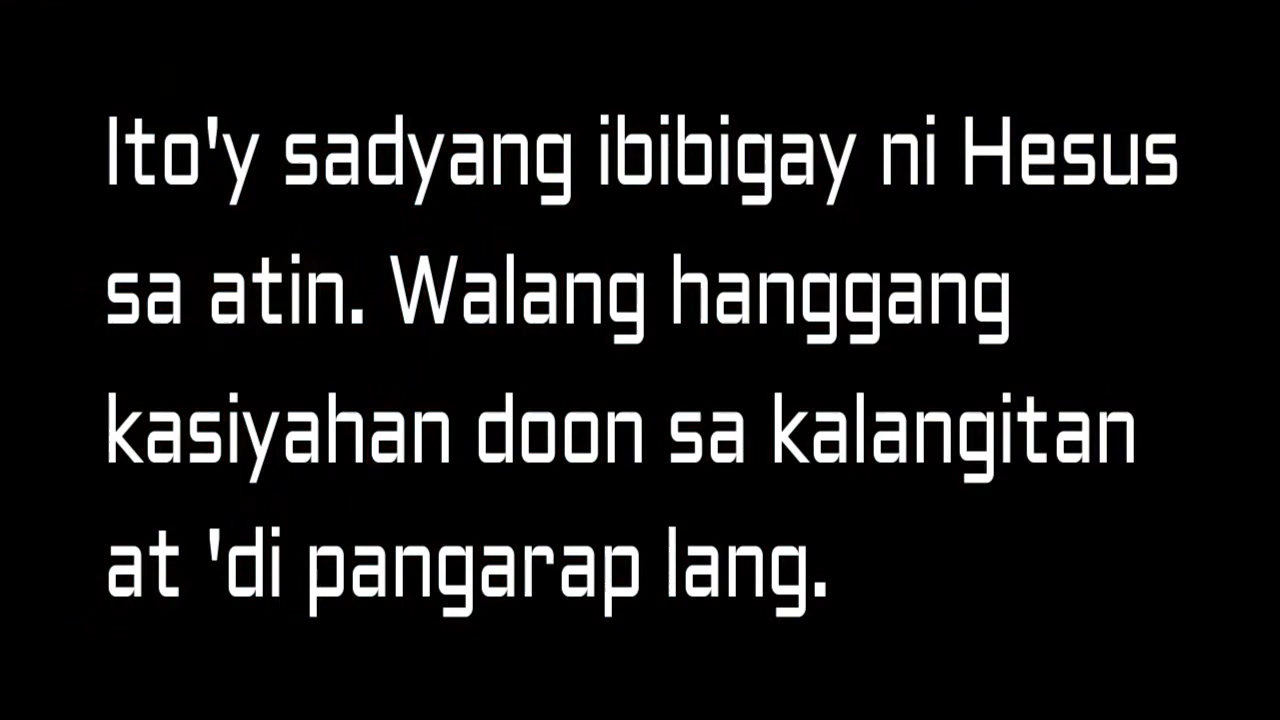 Ito'y sadyang ibibigay ni Hesus
sa atin. Walang hanggang
kasiyahan doon sa kalangitan
at 'di pangarap lang.